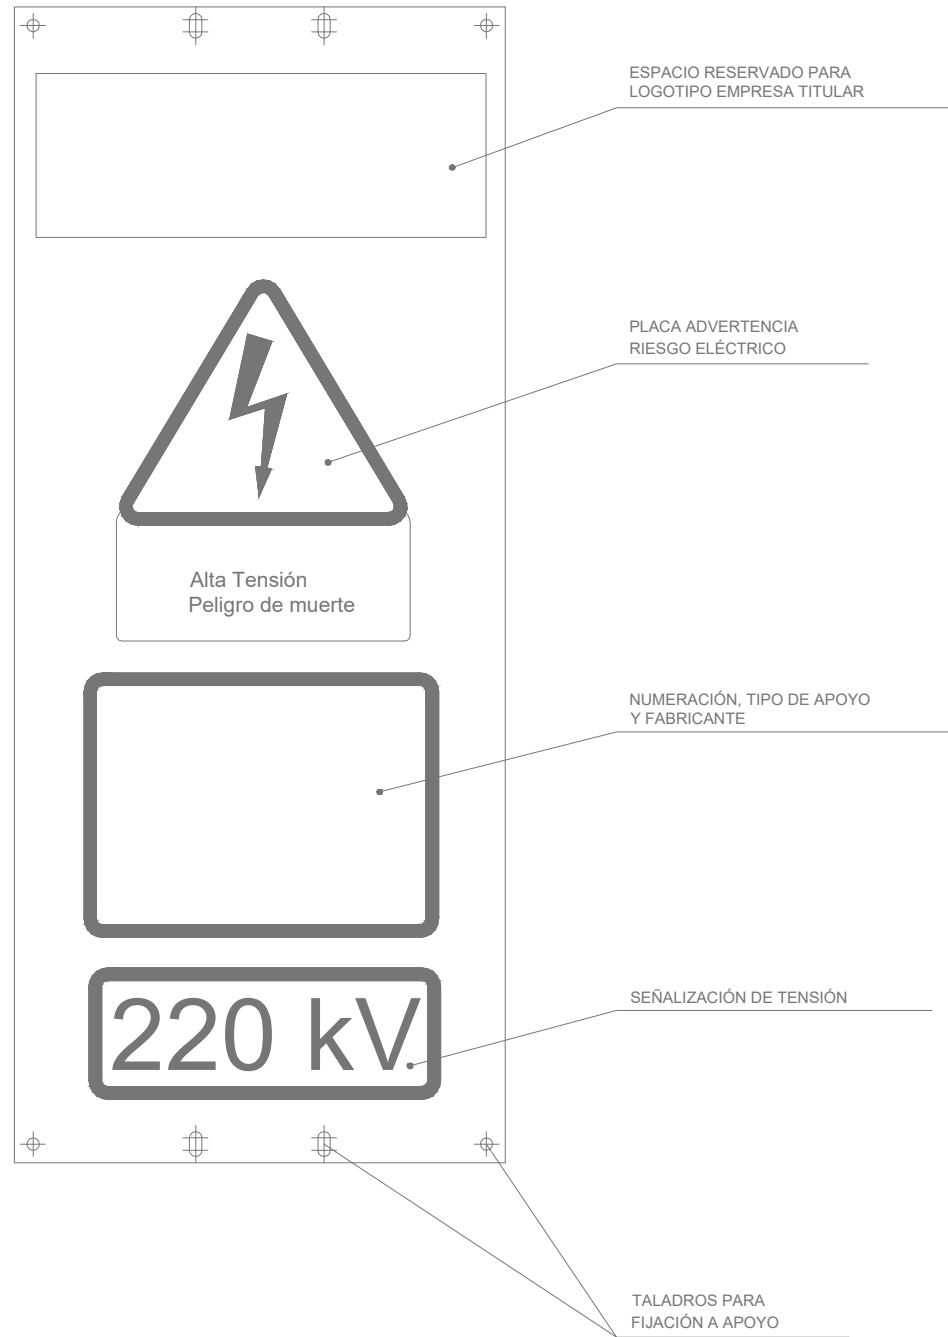 ESPACIO RESERVADO PARA
LOGOTIPO EMPRESA TITULAR
PLACA ADVERTENCIA
RIESGO ELÉCTRICO
Alta Tensión
Peligro de muerte
NUMERACIÓN, TIPO DE APOYO
Y FABRICANTE
220 kV
SEÑALIZACIÓN DE TENSIÓN
TALADROS PARA
FIJACIÓN A APOYO